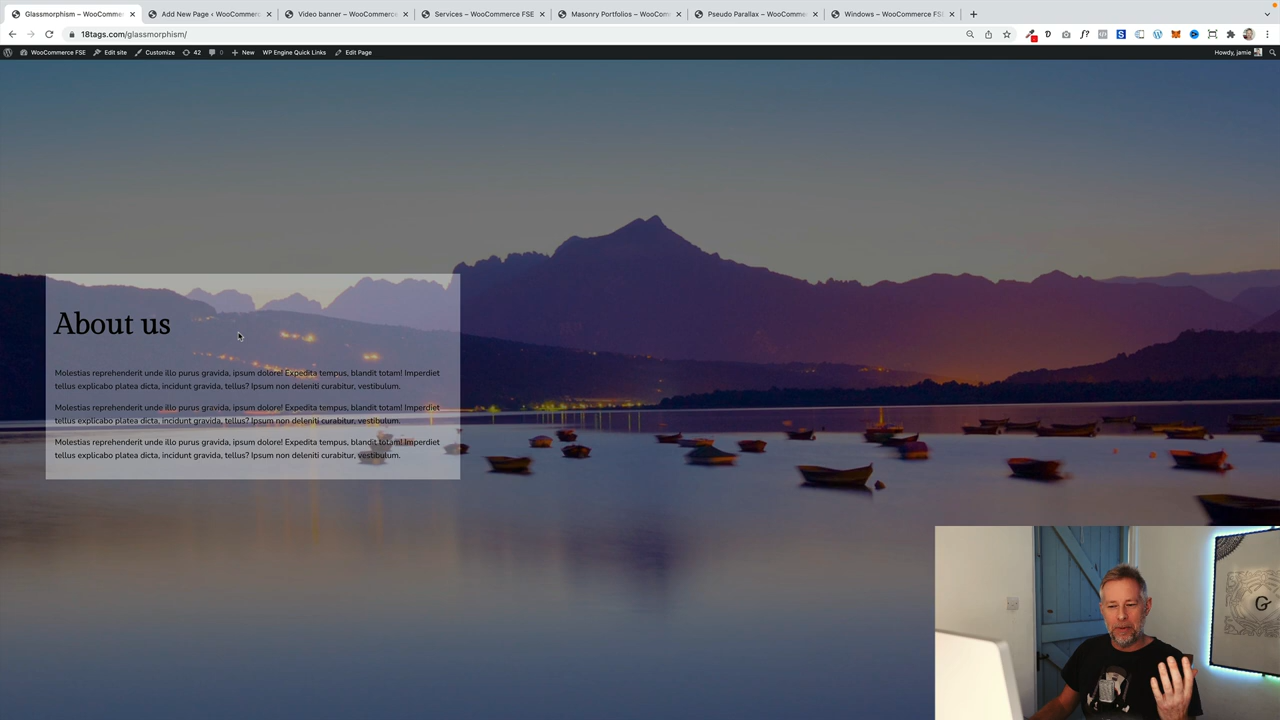 Glassmorphism – WooCommer
Add New Page ‹ WooCommerc
Video banner – WooCommerce
Services – WooCommerce FSE
Masonry Portfolios – WooCom
Pseudo Parallax – WooComme
Windows – WooCommerce FSE
18tags.com/glassmorphism/
WooCommerce FSE
Edit site
Customize
42
0
New
WP Engine Quick Links
Edit Page
Howdy, jamie
About us
Molestias reprehenderit unde illo purus gravida, ipsum dolore! Expedita tempus, blandit totam! Imperdiet
tellus explicabo platea dicta, incidunt gravida, tellus? Ipsum non deleniti curabitur, vestibulum.
Molestias reprehenderit unde illo purus gravida, ipsum dolore! Expedita tempus, blandit totam! Imperdiet
tellus explicabo platea dicta, incidunt gravida, tellus? Ipsum non deleniti curabitur, vestibulum.
Molestias reprehenderit unde illo purus gravida, ipsum dolore! Expedita tempus, blandit totam! Imperdiet
tellus explicabo platea dicta, incidunt gravida, tellus? Ipsum non deleniti curabitur, vestibulum.
G